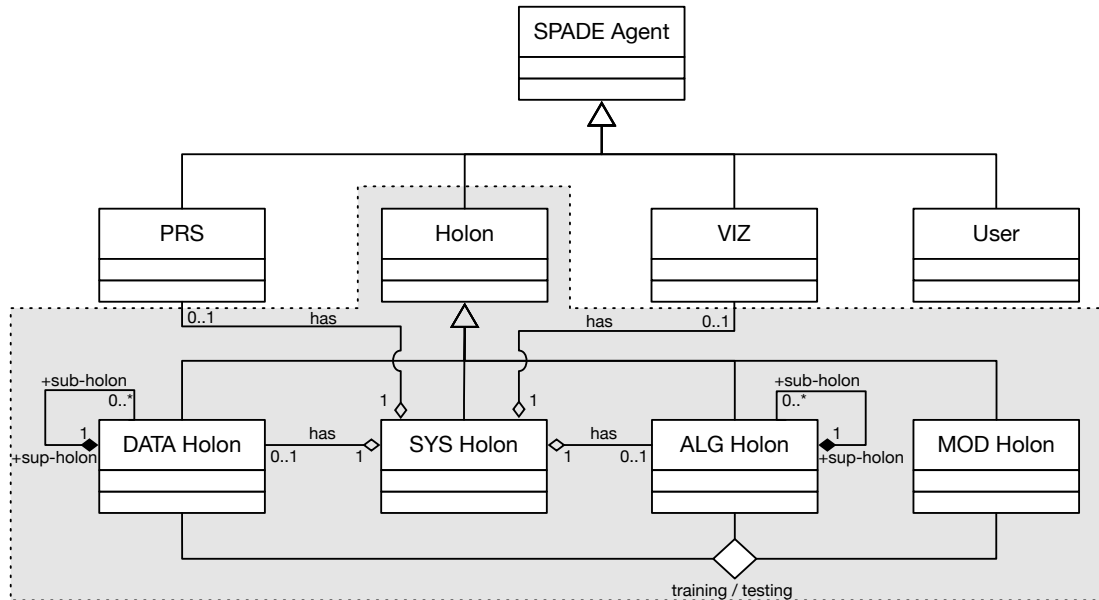 SPADE Agent
PRS
Holon
VIZ
User
0..1
has
has
0..1
+sub-holon
0..*
1
+sup-holon
DATA Holon
has
0..1
1
1
SYS Holon
1
has
1
0..1
+sub-holon
0..*
1
+sup-holon
ALG Holon
MOD Holon
training / testing